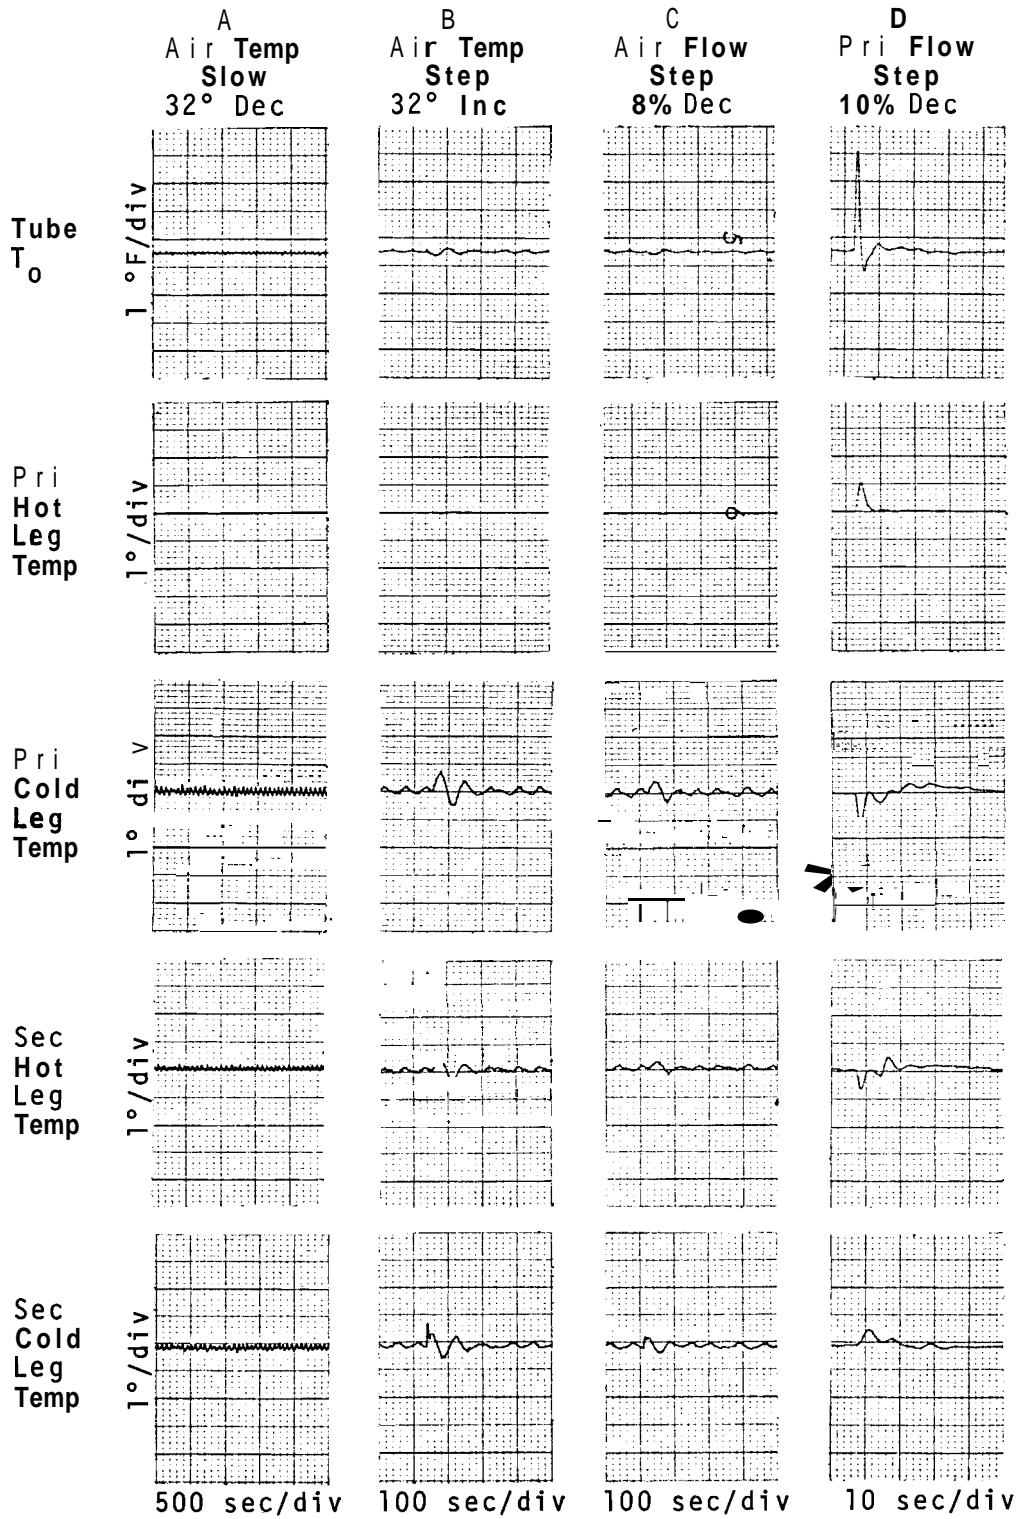 A
Air Temp
Slow
32° Dec
B
Air Temp
Step
32° Inc
C
Air Flow
Step
8% Dec
D
Pri Flow
Step
10% Dec
Tube
To
1 °F/div
5
Pri
Hot
Leg
Temp
1°/div
6
Pri
Cold
Leg
Temp
1° di v
Sec
Hot
Leg
Temp
1°/div
Sec
Cold
Leg
Temp
1°/div
500 sec/div
100 sec/div
100 sec/div
10 sec/div